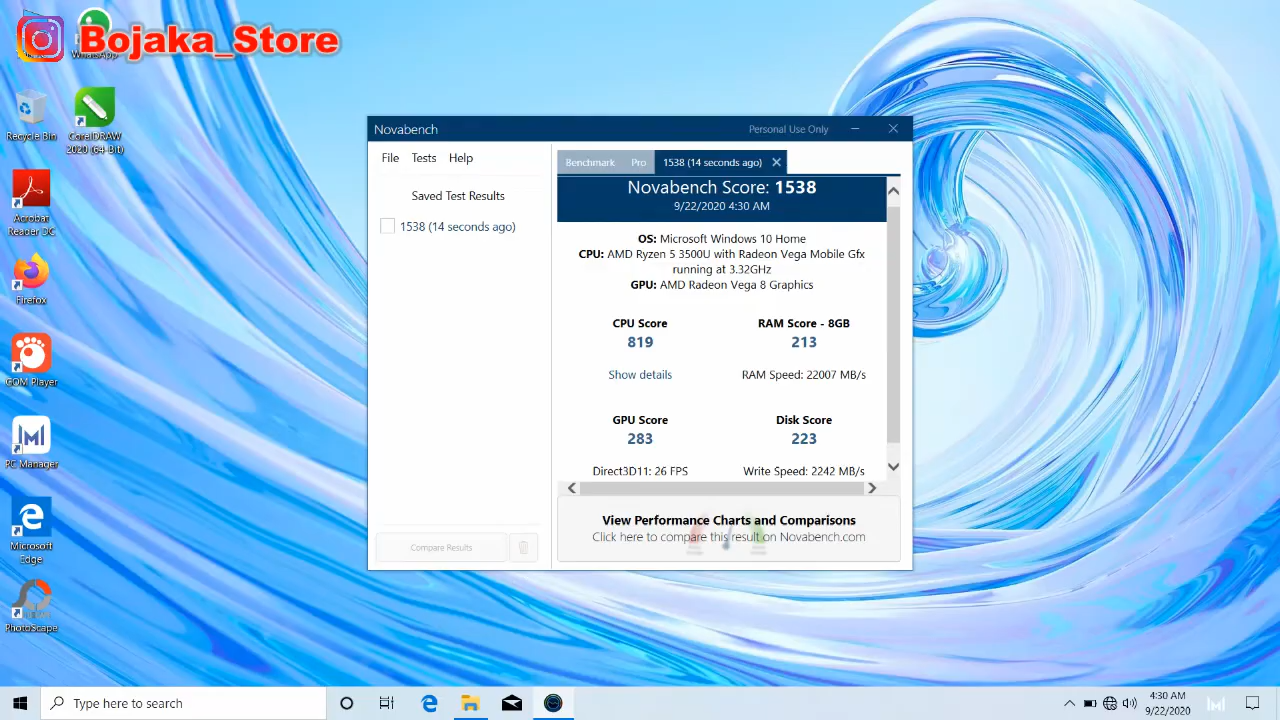 Bojaka_Store
WhatsApp
Recycle Bin
CorelDRAW
2020 (64-Bit)
Acrobat
Reader DC
Firefox
GOM Player
PC Manager
Microsoft
Edge
PhotoScape
Novabench
Personal Use Only
File Tests Help
Saved Test Results
1538 (14 seconds ago)
Compare Results
Benchmark Pro 1538 (14 seconds ago)
Novabench Score: 1538
9/22/2020 4:30 AM
OS: Microsoft Windows 10 Home
CPU: AMD Ryzen 5 3500U with Radeon Vega Mobile Gfx
running at 3.32GHz
GPU: AMD Radeon Vega 8 Graphics
CPU Score
819
Show details
RAM Score - 8GB
213
RAM Speed: 22007 MB/s
GPU Score
283
Direct3D11: 26 FPS
Disk Score
223
Write Speed: 2242 MB/s
View Performance Charts and Comparisons
Click here to compare this result on Novabench.com
Type here to search
4:30 AM
9/22/2020